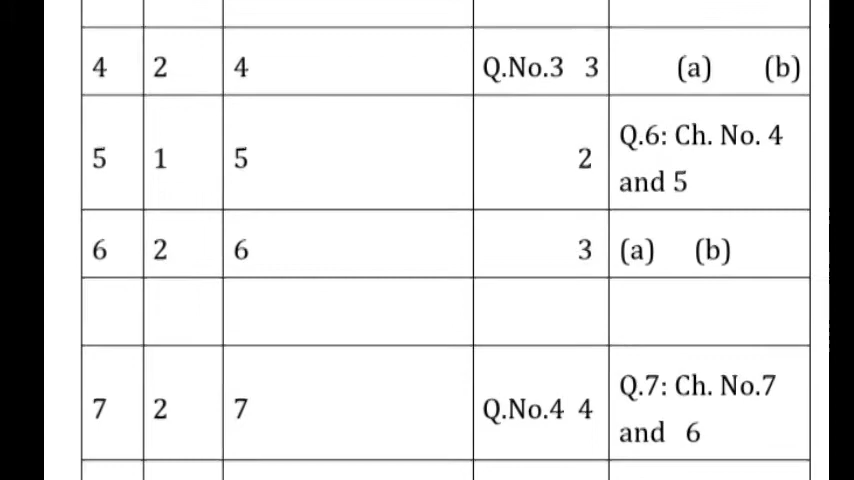 4 2 4 Q.No.3 3 (a) (b)
5 1 5 2 Q.6: Ch. No. 4
and 5
6 2 6 3 (a) (b)
7 2 7 Q.No.4 4 Q.7: Ch. No.7
and 6